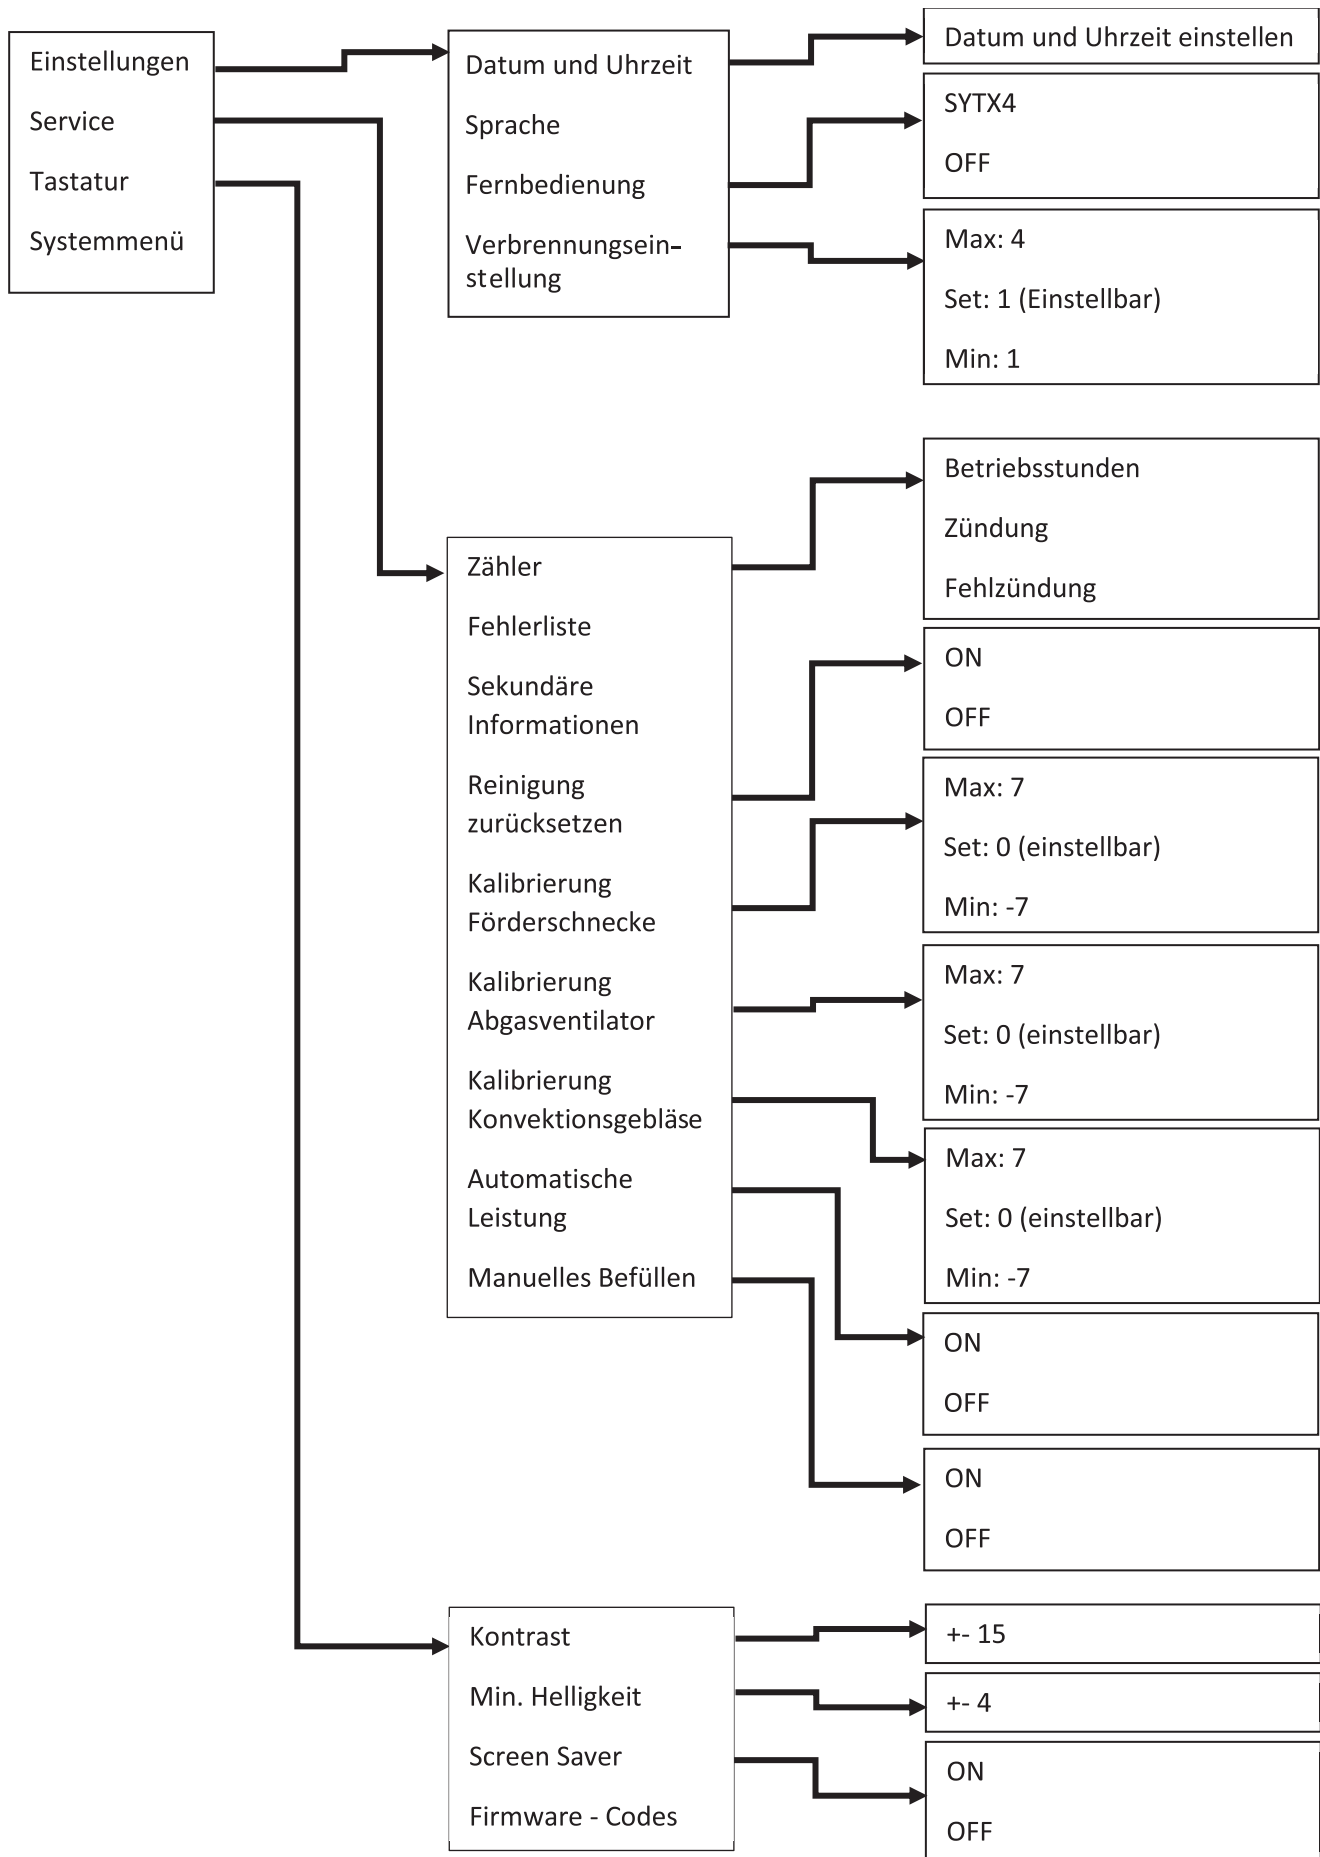 Einstellungen
Service
Tastatur
Systemmenü
Datum und Uhrzeit
Sprache
Fernbedienung
Verbrennungsein-
stellung
Datum und Uhrzeit einstellen
SYTX4
OFF
Max: 4
Set: 1 (Einstellbar)
Min: 1
Zähler
Fehlerliste
Sekundäre
Informationen
Reinigung
zurücksetzen
Kalibrierung
Förderschnecke
Kalibrierung
Abgasventilator
Kalibrierung
Konvektionsgebläse
Automatische
Leistung
Manuelles Befüllen
Betriebsstunden
Zündung
Fehlzündung
ON
OFF
Max: 7
Set: 0 (einstellbar)
Min: -7
Max: 7
Set: 0 (einstellbar)
Min: -7
Max: 7
Set: 0 (einstellbar)
Min: -7
ON
OFF
ON
OFF
Kontrast
Min. Helligkeit
Screen Saver
Firmware - Codes
+- 15
+- 4
ON
OFF